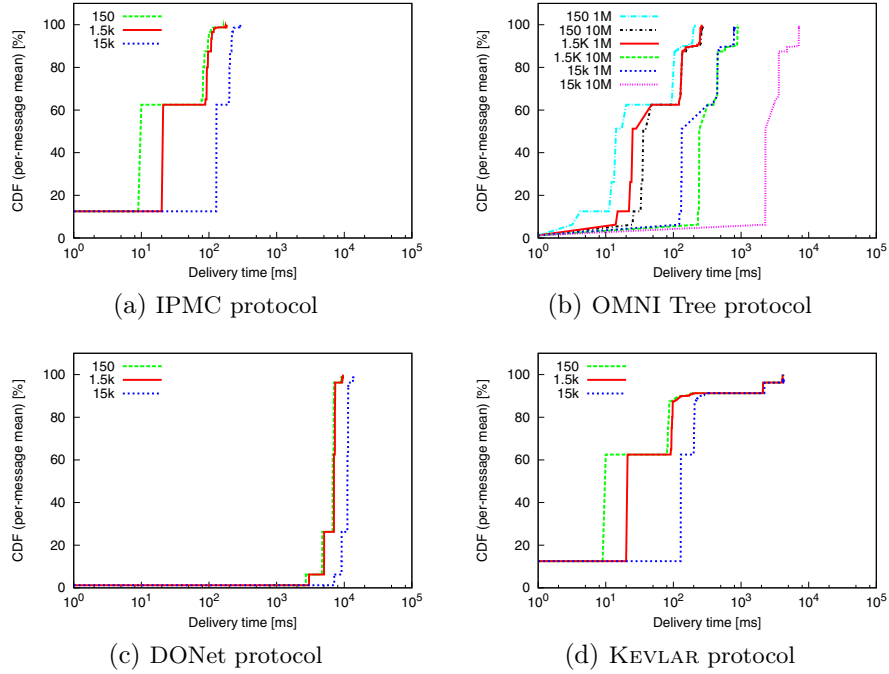 CDF (per-message mean) [%]
100
80
60
40
20
0
150
1.5k
15k
10^0 10^1 10^2 10^3 10^4 10^5
Delivery time [ms]
(a) IPMC protocol
CDF (per-message mean) [%]
100
80
60
40
20
0
150 1M
150 10M
1.5K 1M
1.5K 10M
15k 1M
15k 10M
10^0 10^1 10^2 10^3 10^4 10^5
Delivery time [ms]
(b) OMNI Tree protocol
CDF (per-message mean) [%]
100
80
60
40
20
0
150
1.5k
15k
10^0 10^1 10^2 10^3 10^4 10^5
Delivery time [ms]
(c) DONet protocol
CDF (per-message mean) [%]
100
80
60
40
20
0
150
1.5k
15k
10^0 10^1 10^2 10^3 10^4 10^5
Delivery time [ms]
(d) KEVLAR protocol